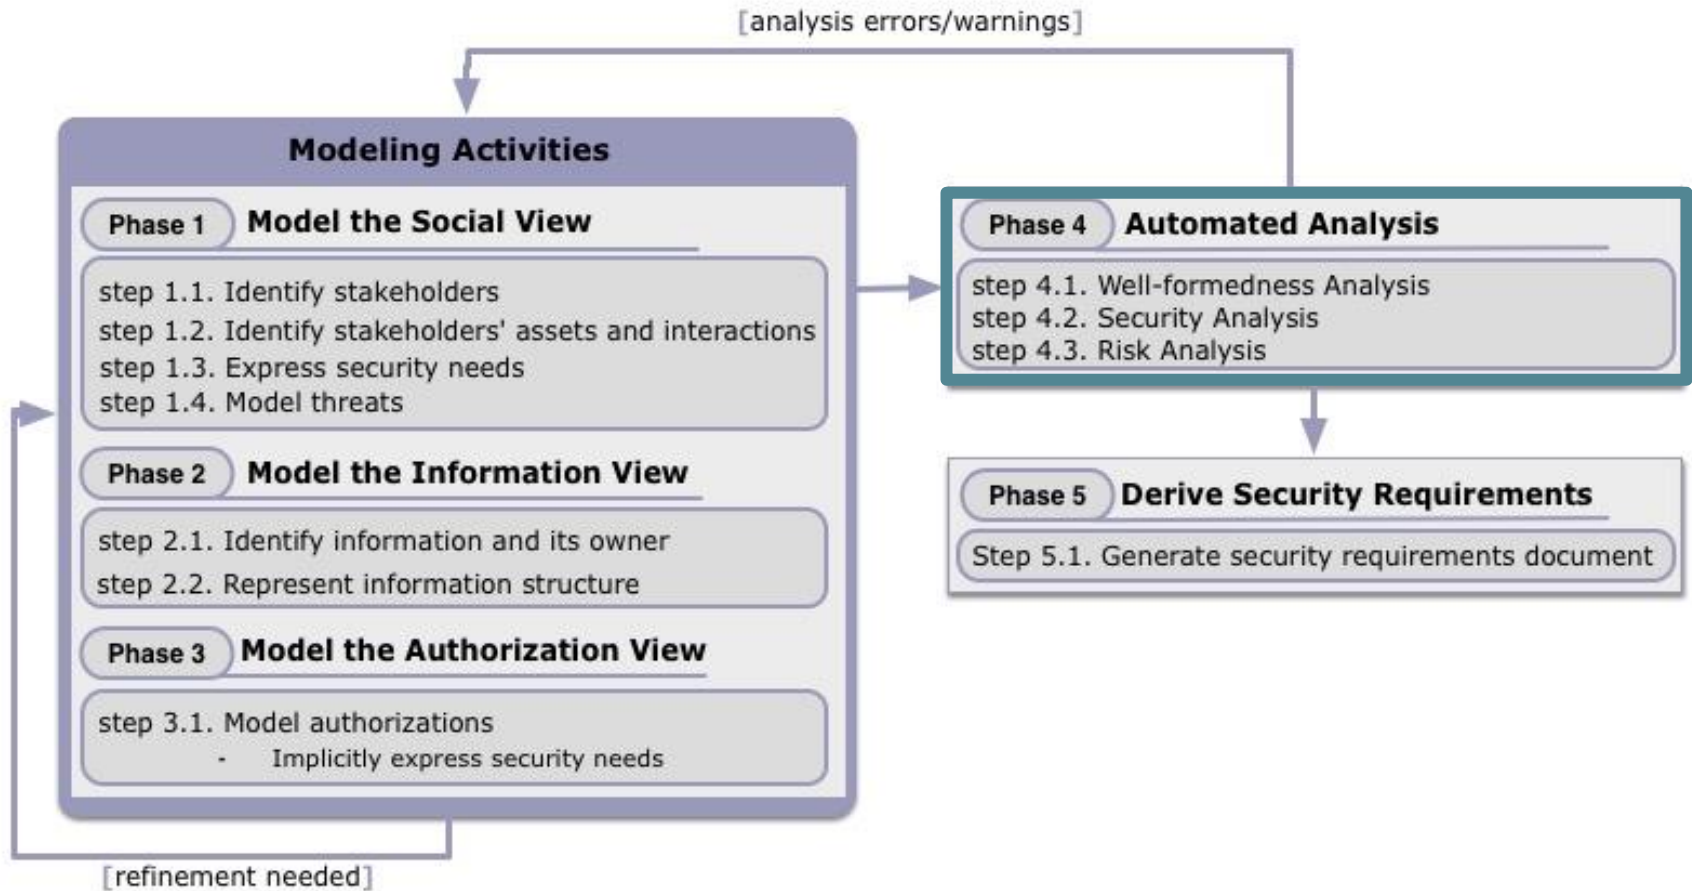 [analysis errors/warnings]
Modeling Activities
Phase 1 Model the Social View
step 1.1. Identify stakeholders
step 1.2. Identify stakeholders' assets and interactions
step 1.3. Express security needs
step 1.4. Model threats
Phase 2 Model the Information View
step 2.1. Identify information and its owner
step 2.2. Represent information structure
Phase 3 Model the Authorization View
step 3.1. Model authorizations
- Implicitly express security needs
[refinement needed]
Phase 4 Automated Analysis
step 4.1. Well-formedness Analysis
step 4.2. Security Analysis
step 4.3. Risk Analysis
Phase 5 Derive Security Requirements
Step 5.1. Generate security requirements document